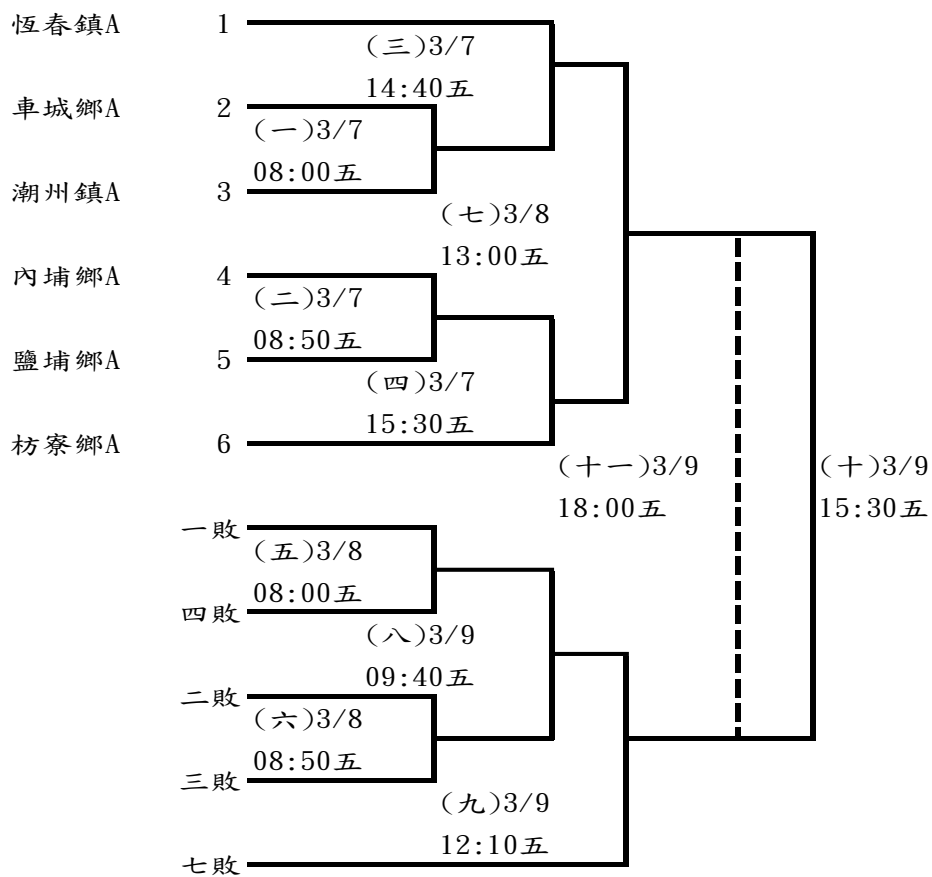 恆春鎮A 1
(三)3/7
14:40五
車城鄉A 2
(一)3/7
08:00五
潮州鎮A 3
(七)3/8
13:00五
內埔鄉A 4
(二)3/7
08:50五
鹽埔鄉A 5
(四)3/7
15:30五
枋寮鄉A 6
(十一)3/9
18:00五
(十)3/9
15:30五
一敗
(五)3/8
08:00五
四敗
(八)3/9
09:40五
二敗
(六)3/8
08:50五
三敗
(九)3/9
12:10五
七敗